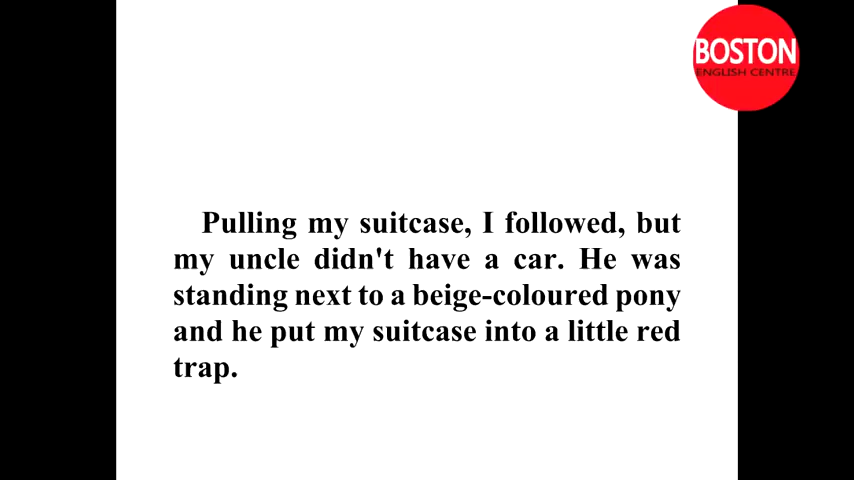 BOSTON
ENGLISH CENTRE
Pulling my suitcase, I followed, but
my uncle didn't have a car. He was
standing next to a beige-coloured pony
and he put my suitcase into a little red
trap.